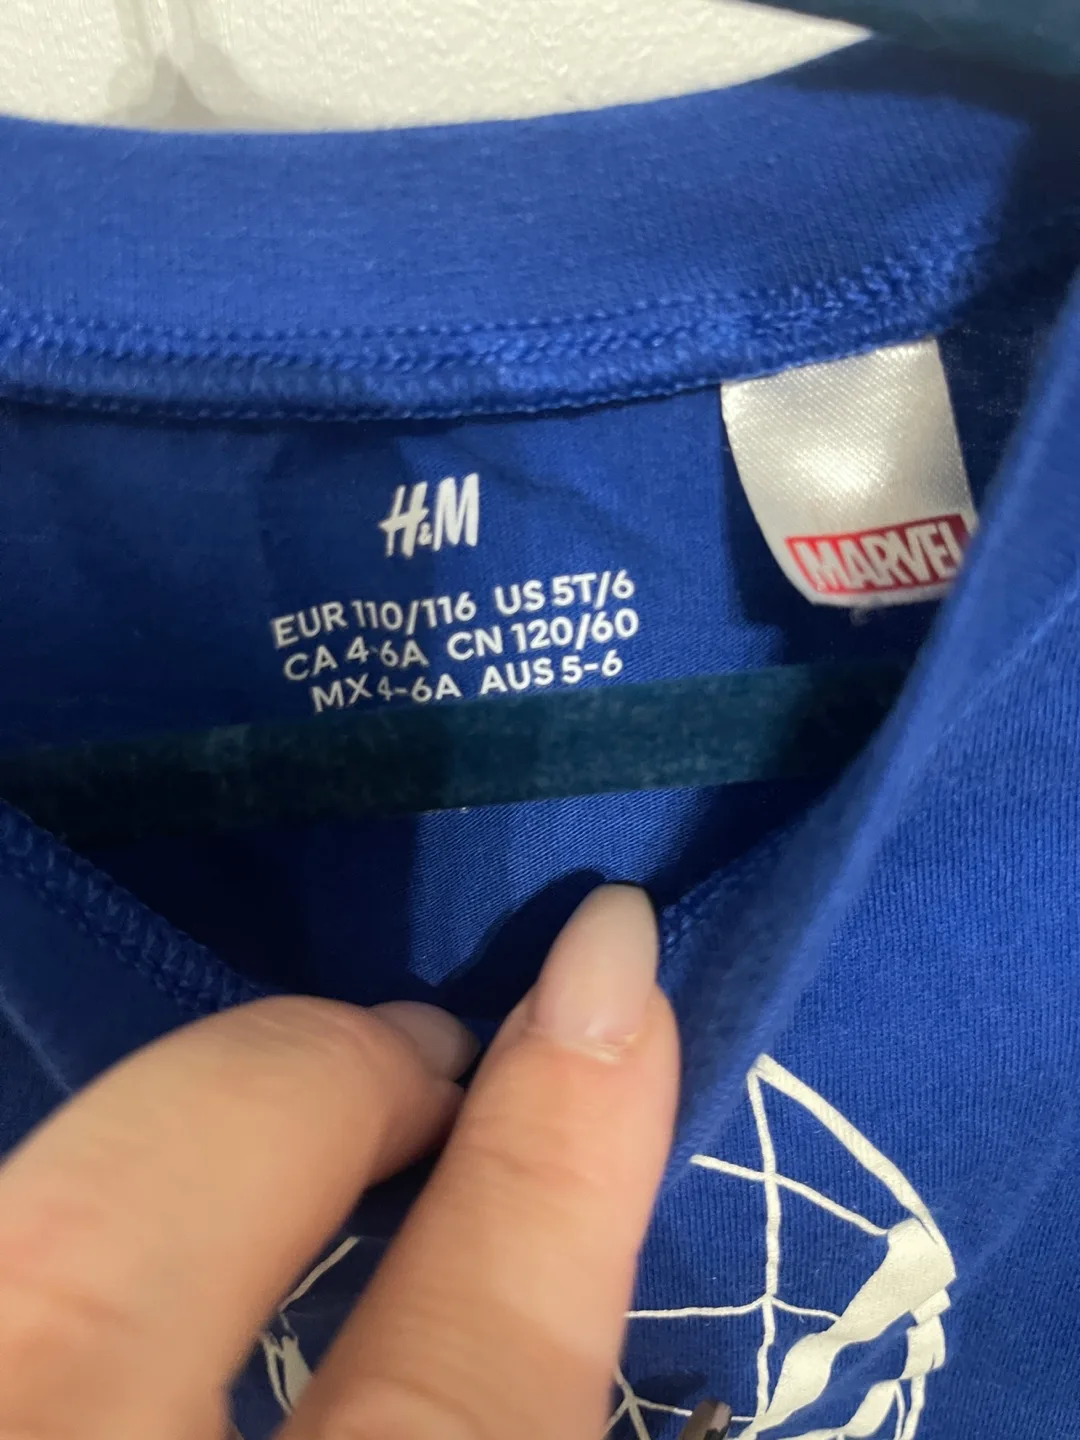 H&M
EUR 110/116 US 5T/6
CA 4-6A CN 120/60
MX 4-6A AUS 5-6
MARVEL